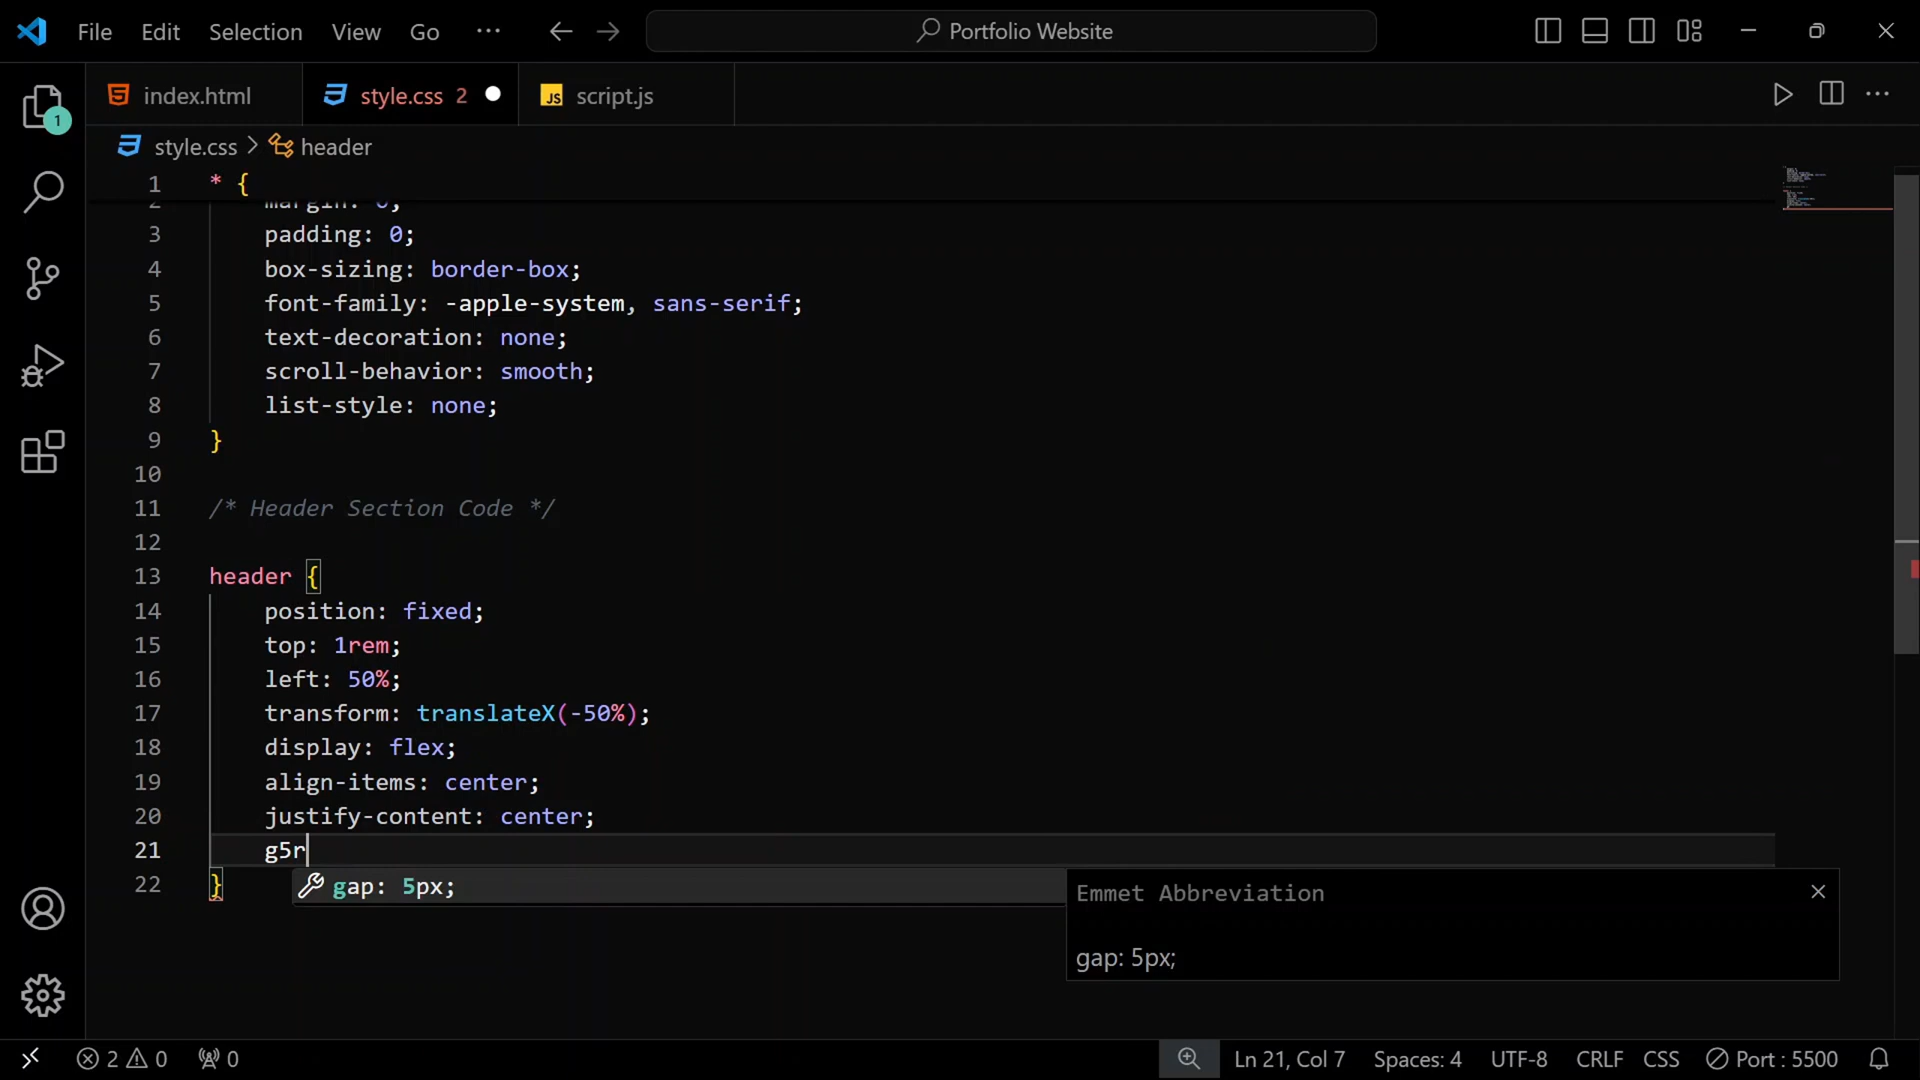 File Edit Selection View Go ··· Portfolio Website
index.html style.css 2 JS script.js
1
style.css > header
1 * {
2 margin: 0;
3 padding: 0;
4 box-sizing: border-box;
5 font-family: -apple-system, sans-serif;
6 text-decoration: none;
7 scroll-behavior: smooth;
8 list-style: none;
9 }
10
11 /* Header Section Code */
12
13 header {
14 position: fixed;
15 top: 1rem;
16 left: 50%;
17 transform: translateX(-50%);
18 display: flex;
19 align-items: center;
20 justify-content: center;
21 g5r
22 }
gap: 5px;
Emmet Abbreviation
gap: 5px;
2 0 0 Ln 21, Col 7 Spaces: 4 UTF-8 CRLF CSS Port : 5500